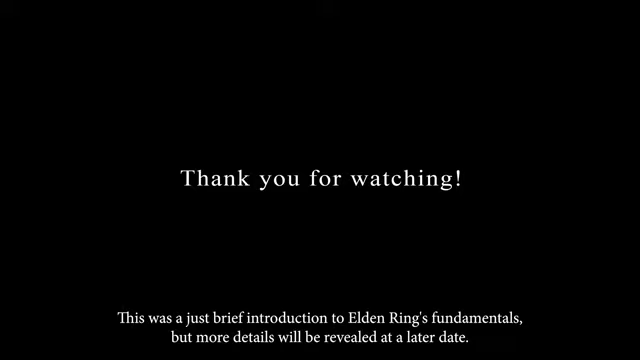 Thank you for watching!
This was a just brief introduction to Elden Ring's fundamentals,
but more details will be revealed at a later date.